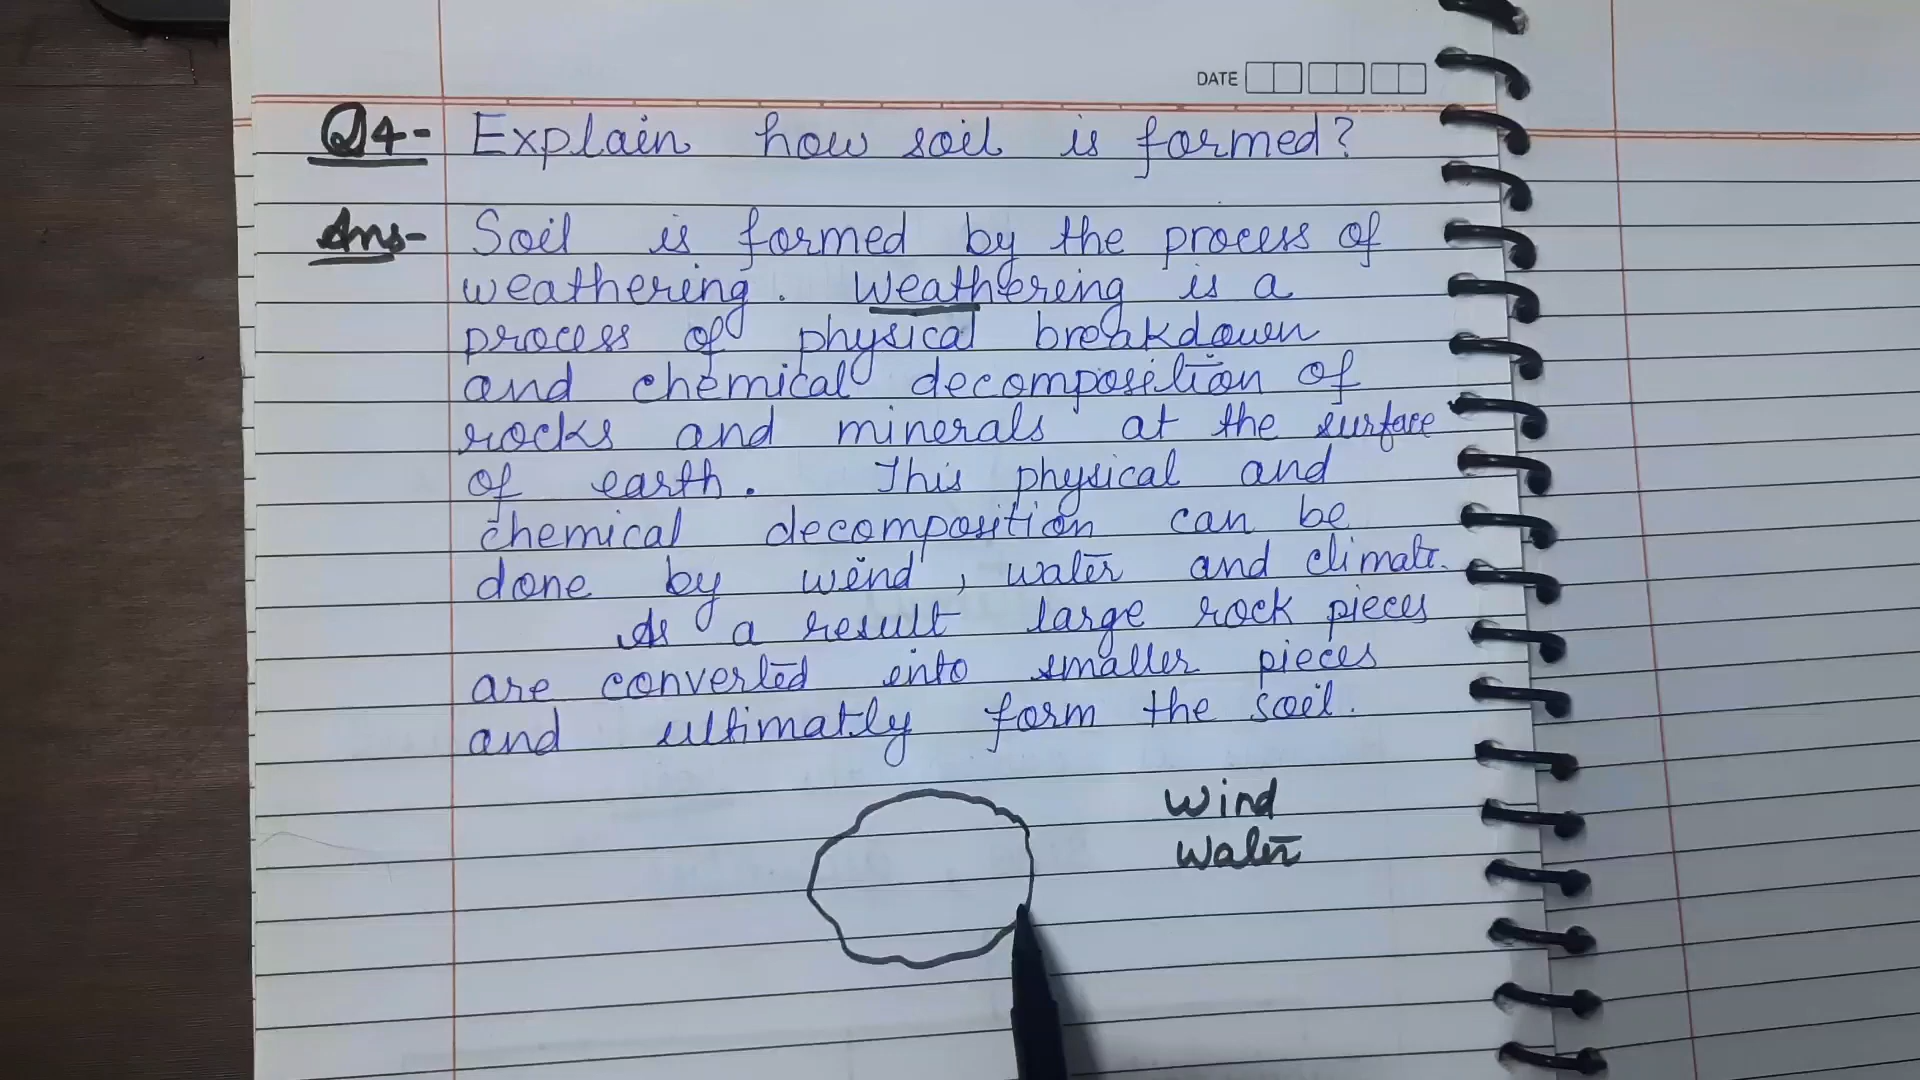 DATE
Q4- Explain how soil is formed?
Ans- Soil is formed by the process of
weathering. Weathering is a
process of physical breakdown
and chemical decomposition of
rocks and minerals at the surface
of earth. This physical and
chemical decomposition can be
done by wind, water and climate.
As a result large rock pieces
are converted into smaller pieces
and ultimatly form the soil.
Wind
Water